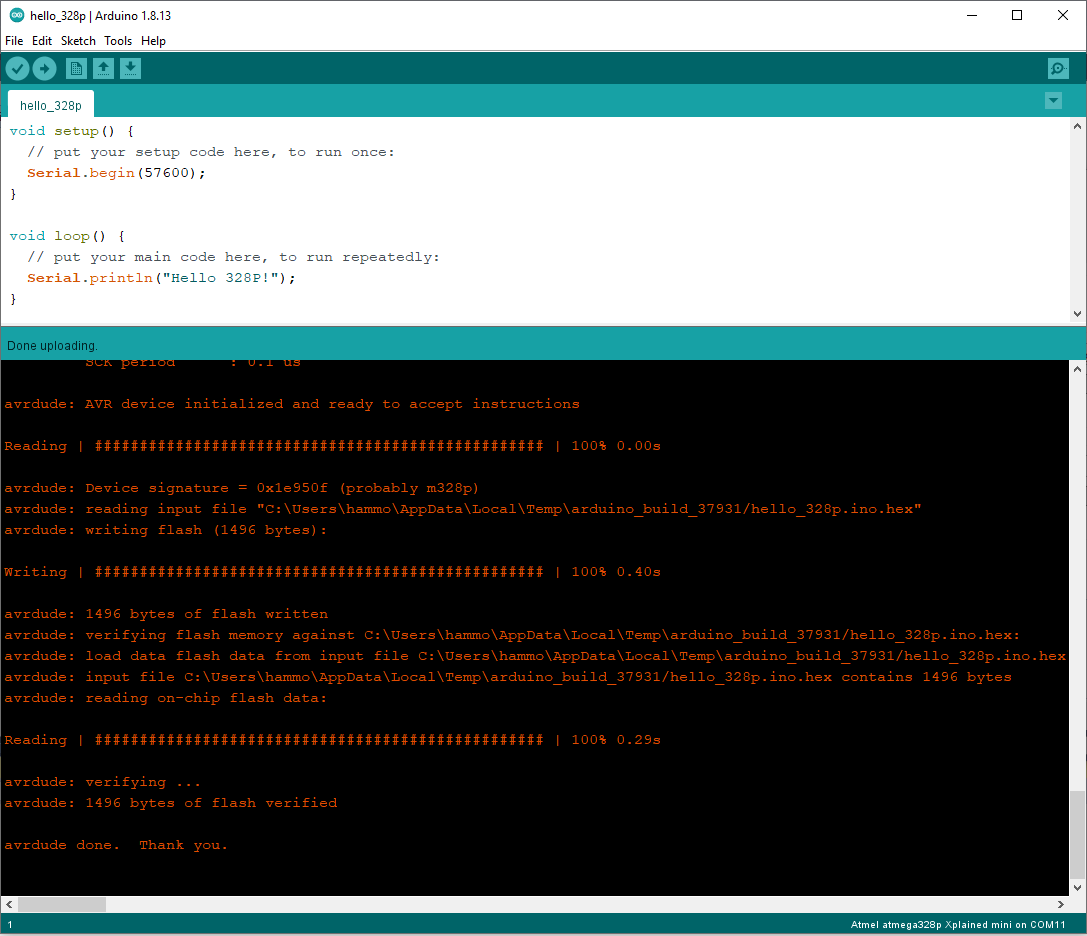 hello_328p | Arduino 1.8.13
File Edit Sketch Tools Help
hello_328p
void setup() {
  // put your setup code here, to run once:
  Serial.begin(57600);
}

void loop() {
  // put your main code here, to run repeatedly:
  Serial.println("Hello 328P!");
}
Done uploading.
         SCK period      : 0.1 us

avrdude: AVR device initialized and ready to accept instructions

Reading | ################################################## | 100% 0.00s

avrdude: Device signature = 0x1e950f (probably m328p)
avrdude: reading input file "C:\Users\hammo\AppData\Local\Temp\arduino_build_37931/hello_328p.ino.hex"
avrdude: writing flash (1496 bytes):

Writing | ################################################## | 100% 0.40s

avrdude: 1496 bytes of flash written
avrdude: verifying flash memory against C:\Users\hammo\AppData\Local\Temp\arduino_build_37931/hello_328p.ino.hex:
avrdude: load data flash data from input file C:\Users\hammo\AppData\Local\Temp\arduino_build_37931/hello_328p.ino.hex
avrdude: input file C:\Users\hammo\AppData\Local\Temp\arduino_build_37931/hello_328p.ino.hex contains 1496 bytes
avrdude: reading on-chip flash data:

Reading | ################################################## | 100% 0.29s

avrdude: verifying ...
avrdude: 1496 bytes of flash verified

avrdude done.  Thank you.

1 Atmel atmega328p Xplained mini on COM11